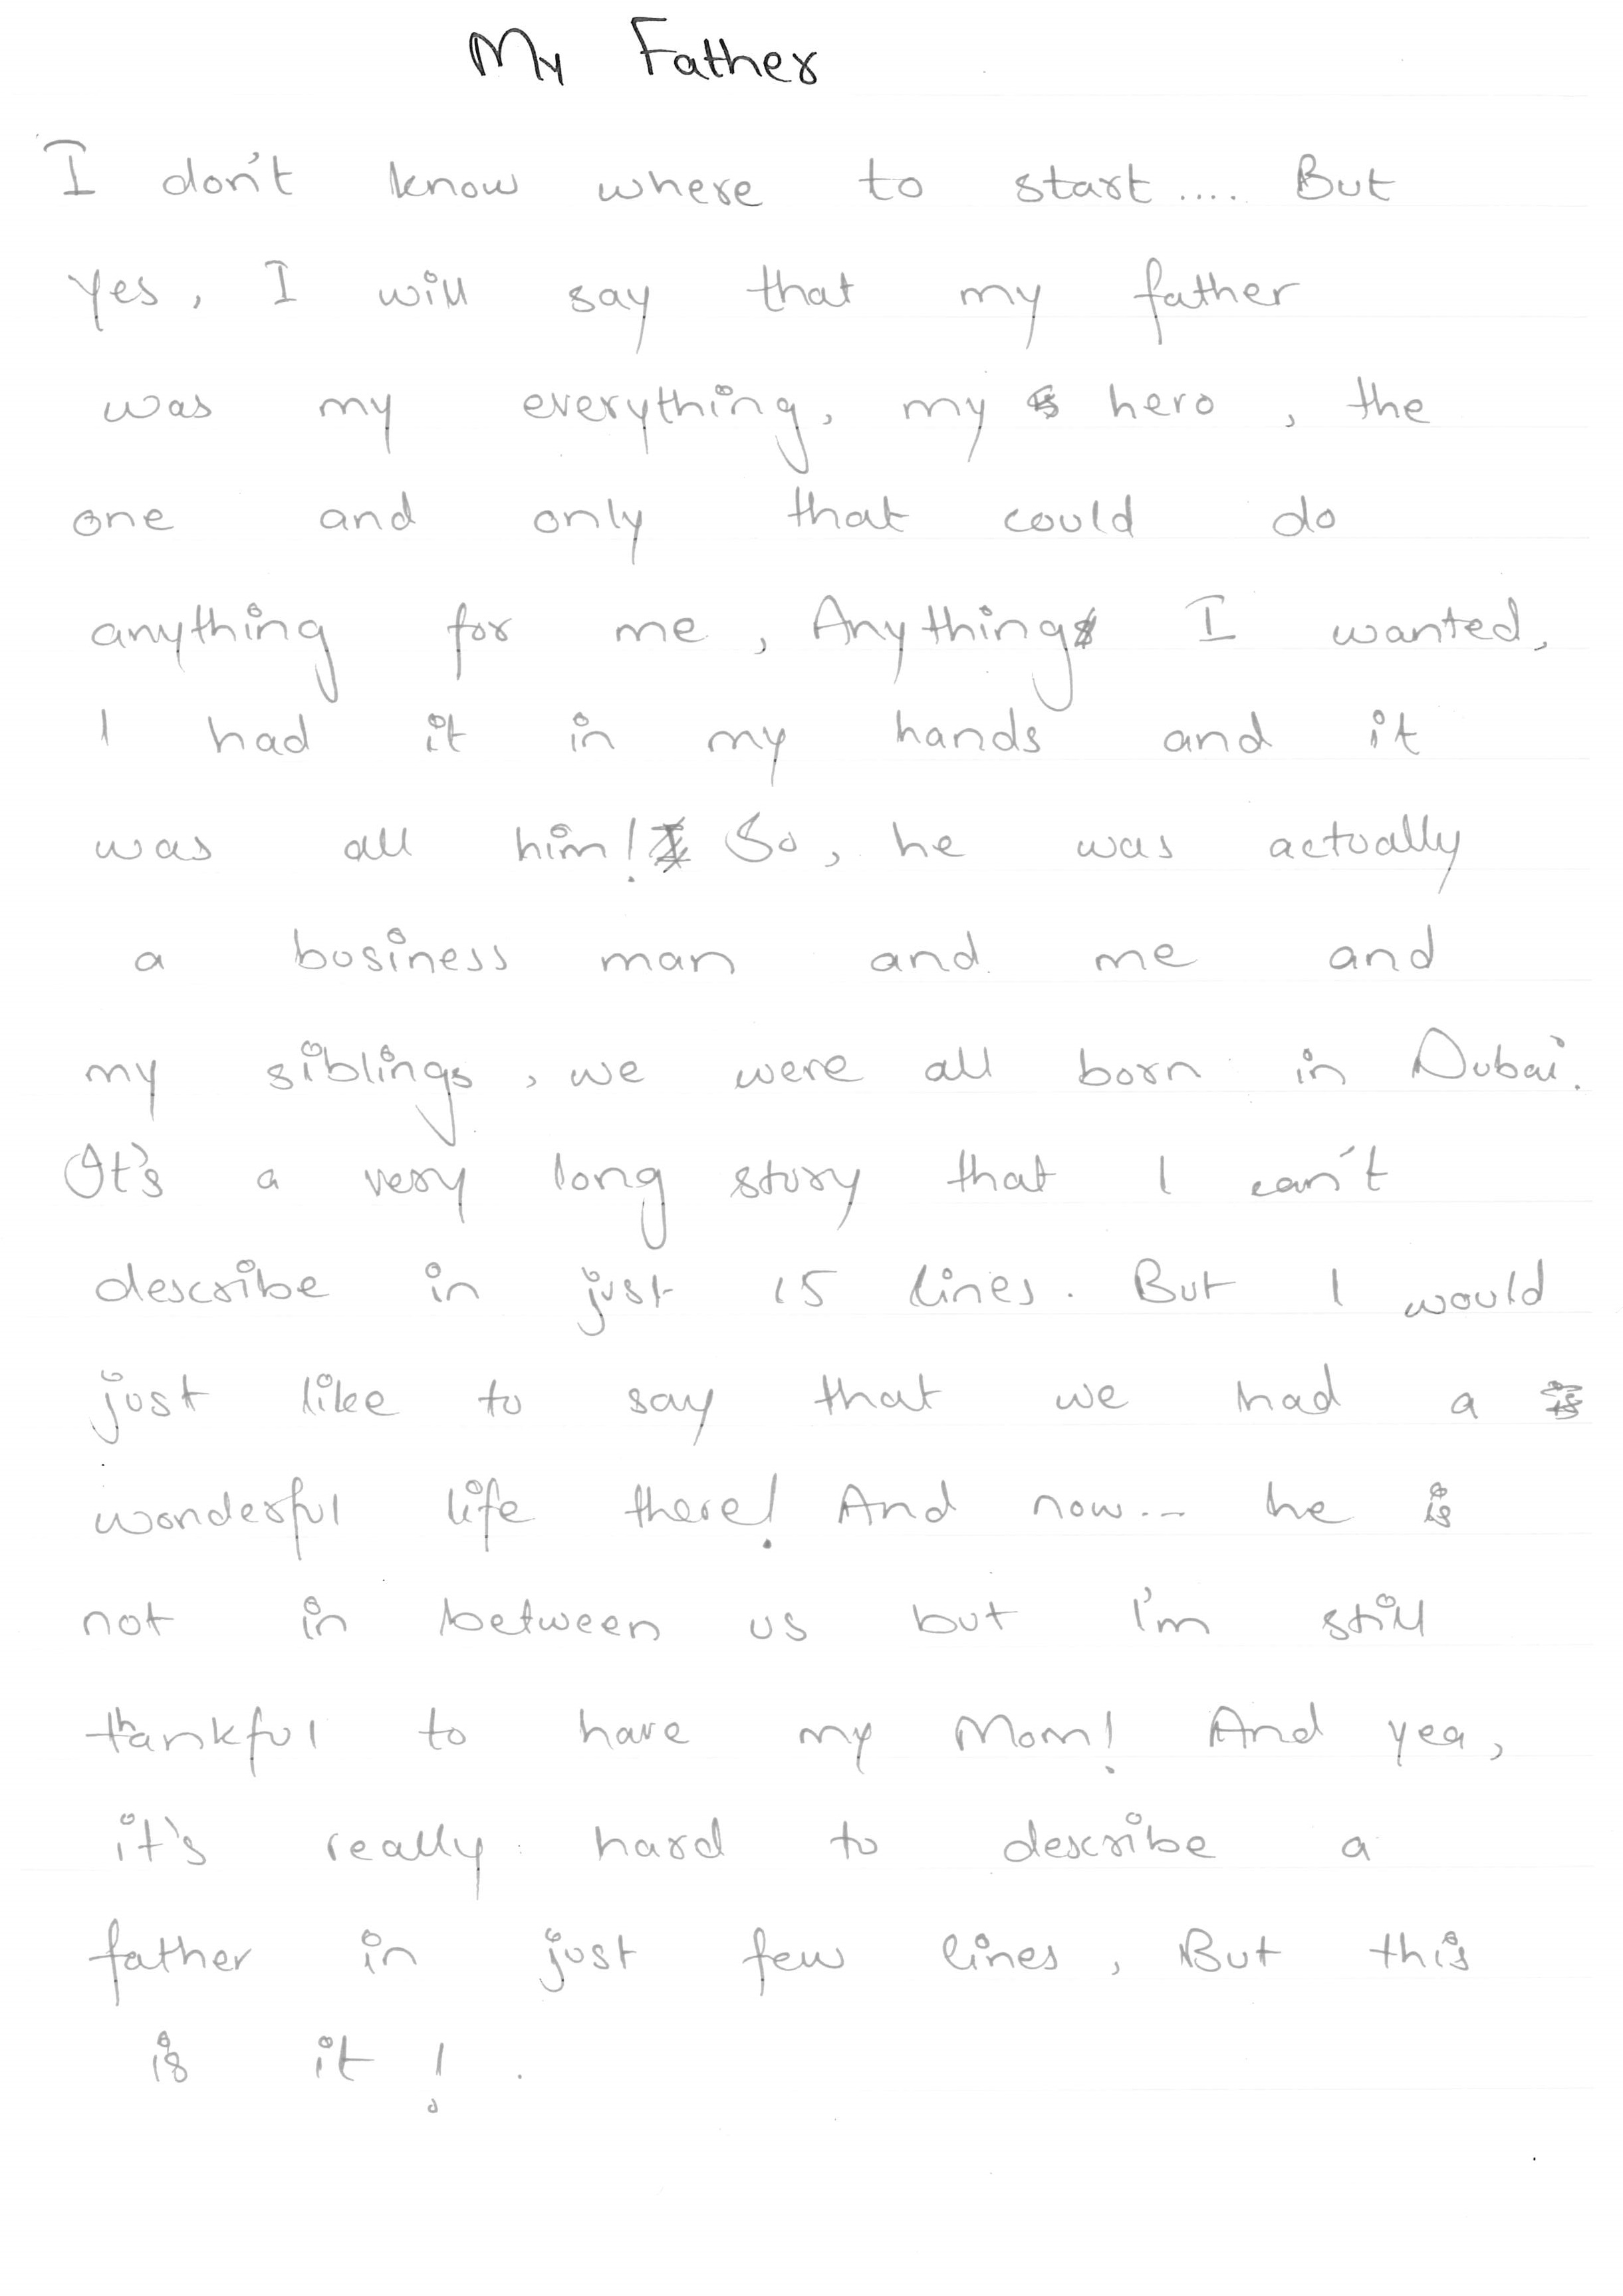 My Father
I don't know where to start.... But
Yes, I will say that my father
was my everything, my hero, the
one and only that could do
anything for me, Anything I wanted,
I had it in my hands and it
was all him! So, he was actually
a business man and me and
my siblings, we were all born in Dubai.
It's a very long story that I can't
describe in just 15 lines. But I would
just like to say that we had a
wonderful life there! And now... he is
not in between us but I'm still
thankful to have my Mom! And yea,
it's really hard to describe a
father in just few lines, But this
is it!